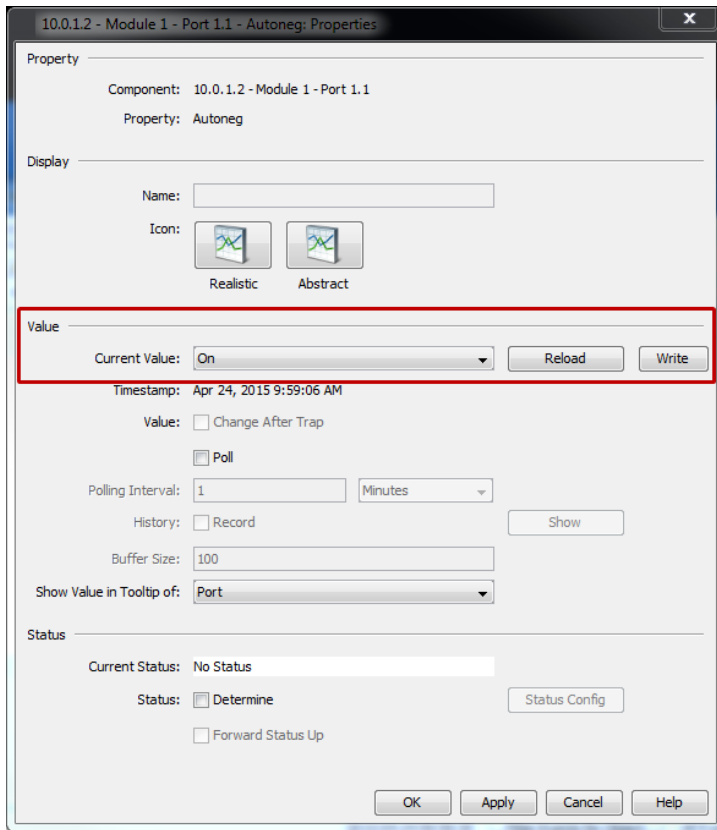 10.0.1.2 - Module 1 - Port 1.1 - Autoneg: Properties
x
Property
Component: 10.0.1.2 - Module 1 - Port 1.1
Property: Autoneg
Display
Name:
Icon:
Realistic Abstract
Value
Current Value: On Reload Write
Timestamp: Apr 24, 2015 9:59:06 AM
Value: Change After Trap
Poll
Polling Interval: 1 Minutes
History: Record Show
Buffer Size: 100
Show Value in Tooltip of: Port
Status
Current Status: No Status
Status: Determine Status Config
Forward Status Up
OK Apply Cancel Help